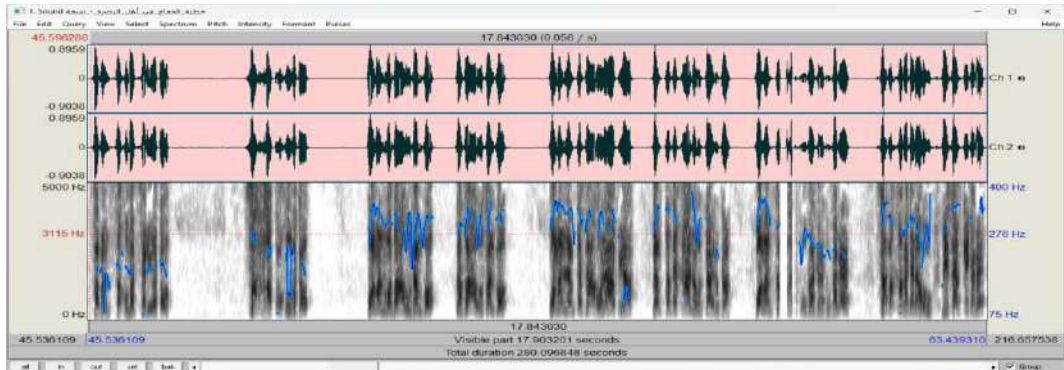 1. Sound خطبة_الحجاج_في_أهل_البصرة_-
File Edit Query View Select Spectrum Pitch Intensity Formant Pulses Help
45.596280 17.843030 (0.056 / s)
0.8959
0 Ch 1
-0.9038
0.8959
0 Ch 2
-0.9038
5000 Hz 400 Hz
3115 Hz 276 Hz
0 Hz 75 Hz
17.843030
45.536109 45.536109 Visible part 17.903201 seconds 63.439310 216.657538
Total duration 280.096848 seconds
all in out sel bak Group